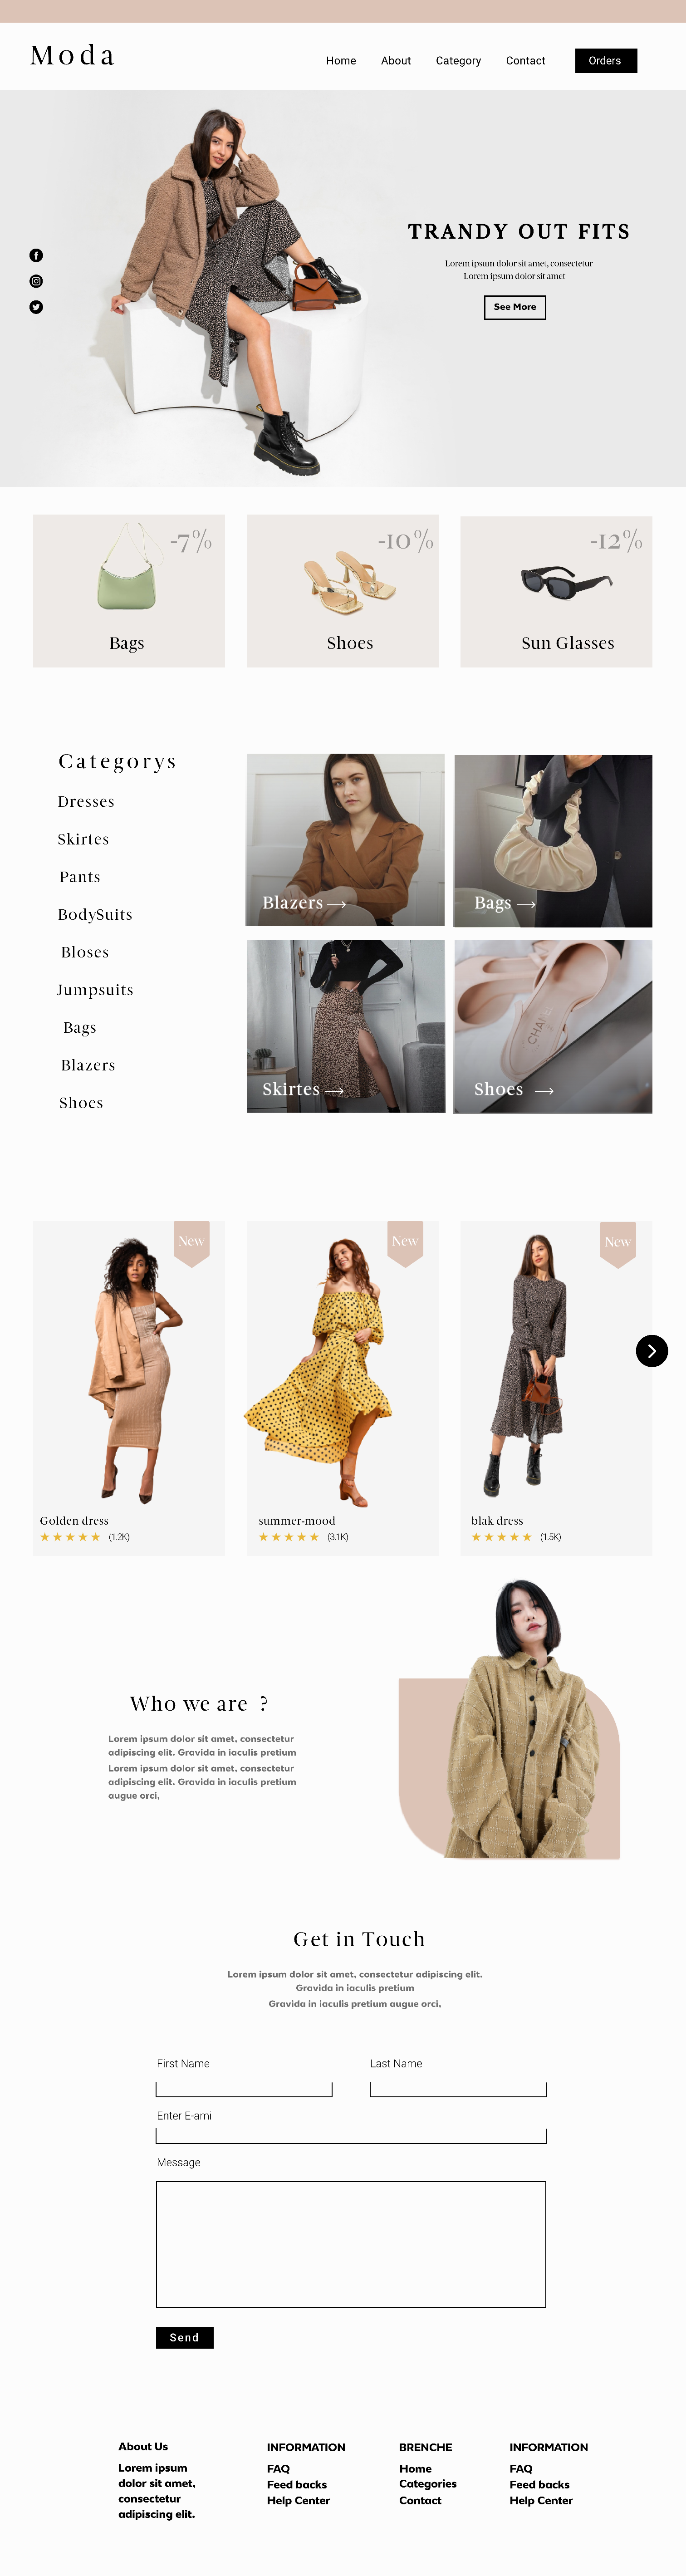 Moda
Home About Category Contact Orders
TRANDY OUT FITS
Lorem ipsum dolor sit amet, consectetur
Lorem ipsum dolor sit amet
See More
-7%
Bags
-10%
Shoes
-12%
Sun Glasses
Categorys
Dresses
Skirtes
Pants
BodySuits
Bloses
Jumpsuits
Bags
Blazers
Shoes
Blazers
Bags
Skirtes
CHANEL
Shoes
New
Golden dress
(1.2K)
New
summer-mood
(3.1K)
New
blak dress
(1.5K)
Who we are ?
Lorem ipsum dolor sit amet, consectetur
adipiscing elit. Gravida in iaculis pretium
Lorem ipsum dolor sit amet, consectetur
adipiscing elit. Gravida in iaculis pretium
augue orci,
Get in Touch
Lorem ipsum dolor sit amet, consectetur adipiscing elit.
Gravida in iaculis pretium
Gravida in iaculis pretium augue orci,
First Name Last Name
Enter E-amil
Message
Send
About Us
Lorem ipsum
dolor sit amet,
consectetur
adipiscing elit.
INFORMATION
FAQ
Feed backs
Help Center
BRENCHE
Home
Categories
Contact
INFORMATION
FAQ
Feed backs
Help Center